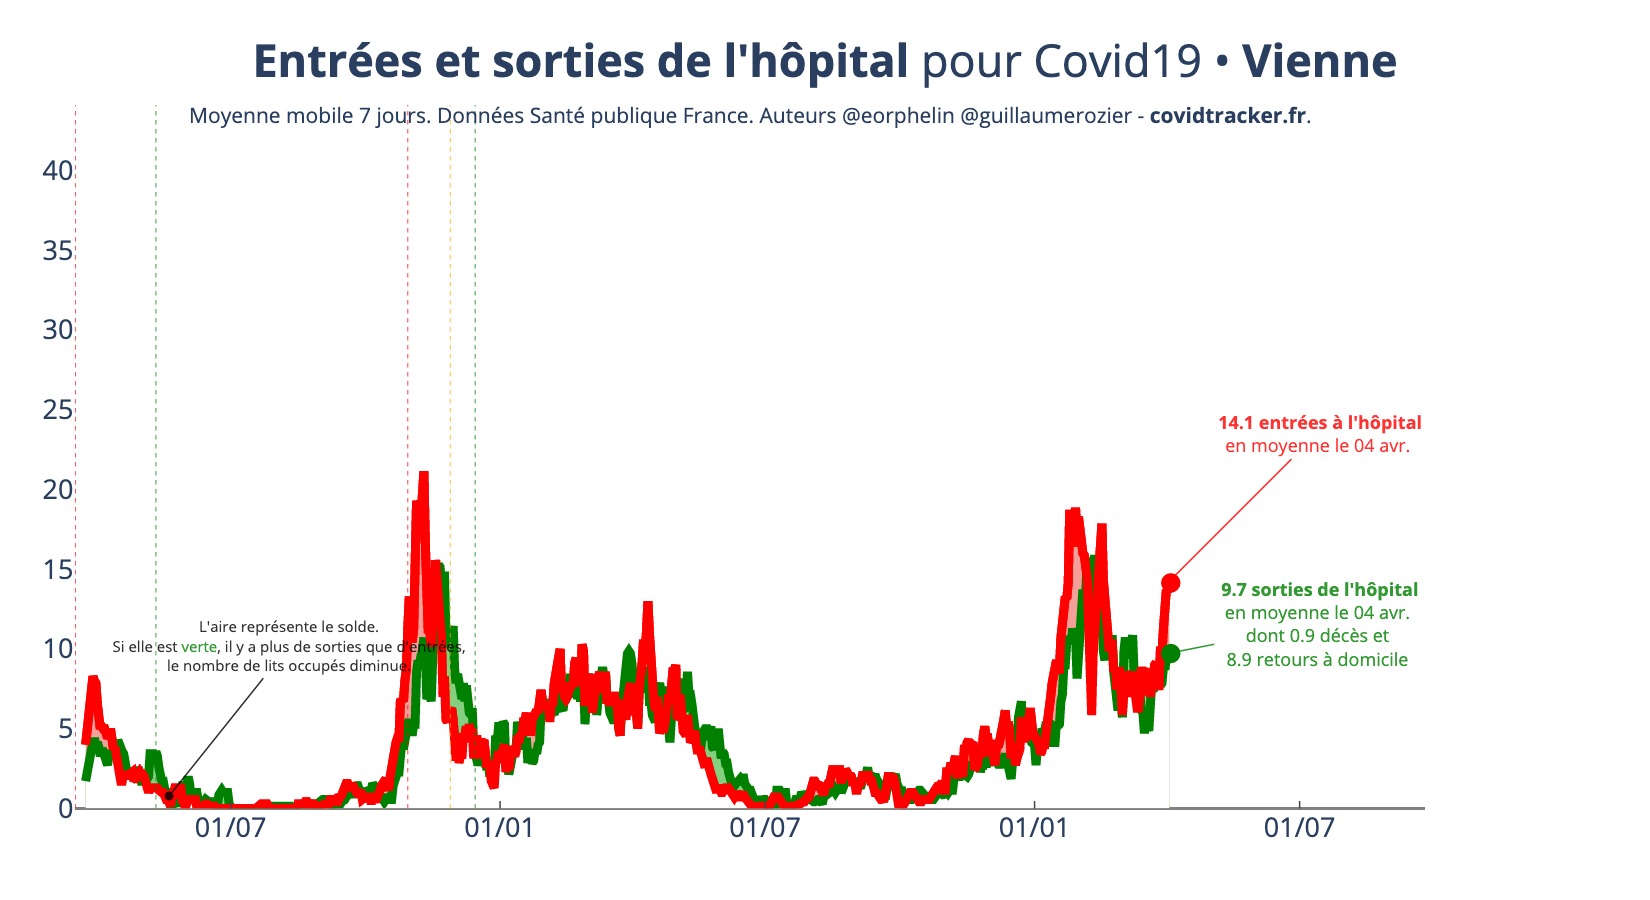 Entrées et sorties de l'hôpital pour Covid19 • Vienne
Moyenne mobile 7 jours. Données Santé publique France. Auteurs @eorphelin @guillaumerozier - covidtracker.fr.
40
35
30
25
20
15
10
5
0
14.1 entrées à l'hôpital
en moyenne le 04 avr.
9.7 sorties de l'hôpital
en moyenne le 04 avr.
dont 0.9 décès et
8.9 retours à domicile
L'aire représente le solde.
Si elle est verte, il y a plus de sorties que d'entrées,
le nombre de lits occupés diminue.
01/07
01/01
01/07
01/01
01/07